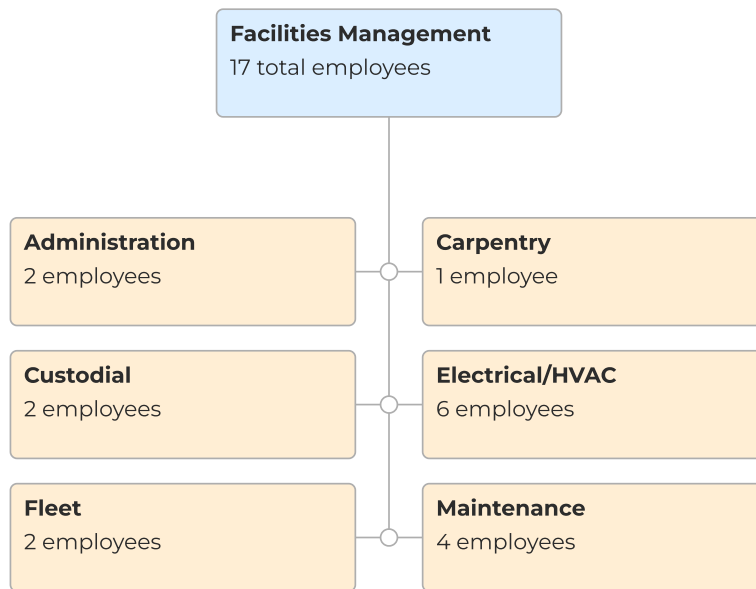 Facilities Management
17 total employees
Administration
2 employees
Carpentry
1 employee
Custodial
2 employees
Electrical/HVAC
6 employees
Fleet
2 employees
Maintenance
4 employees